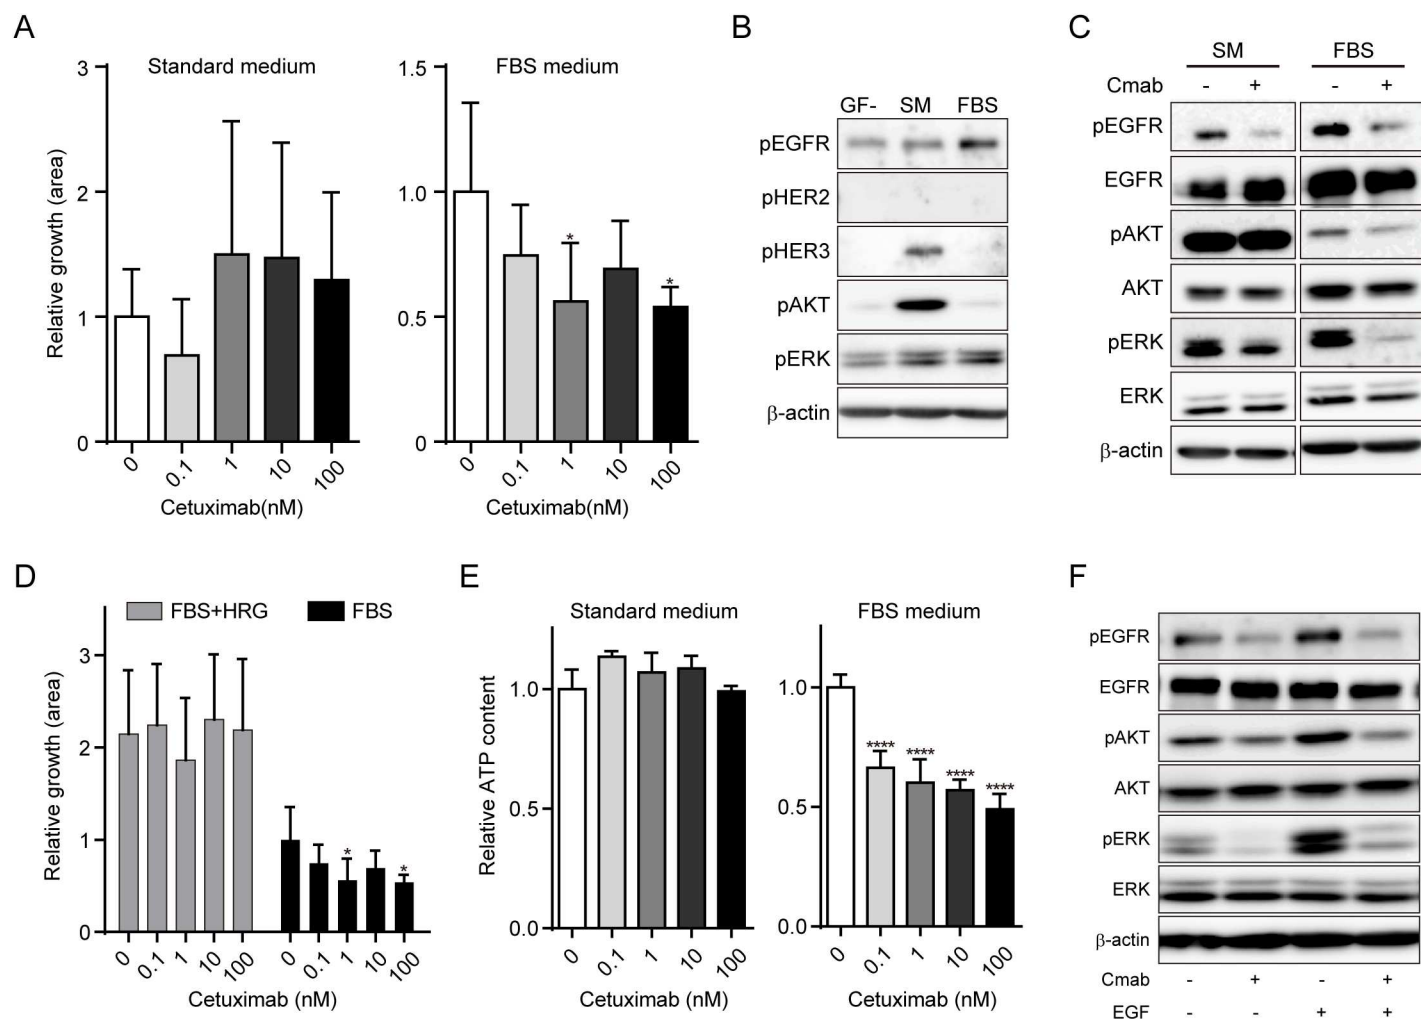 A
Standard medium
Relative growth (area)
3
2
1
0
0 0.1 1 10 100
Cetuximab(nM)
FBS medium
1.5
1.0
0.5
0
*
*
0 0.1 1 10 100
Cetuximab(nM)
B
GF- SM FBS
pEGFR
pHER2
pHER3
pAKT
pERK
β-actin
C
SM FBS
Cmab - + - +
pEGFR
EGFR
pAKT
AKT
pERK
ERK
β-actin
D
FBS+HRG FBS
Relative growth (area)
3
2
1
0
* *
0 0.1 1 10 100 0 0.1 1 10 100
Cetuximab (nM)
E
Standard medium
Relative ATP content
1.0
0.5
0.0
0 0.1 1 10 100
Cetuximab (nM)
FBS medium
1.0
0.5
0.0
**** **** **** ****
0 0.1 1 10 100
Cetuximab (nM)
F
pEGFR
EGFR
pAKT
AKT
pERK
ERK
β-actin
Cmab - + - +
EGF - - + +